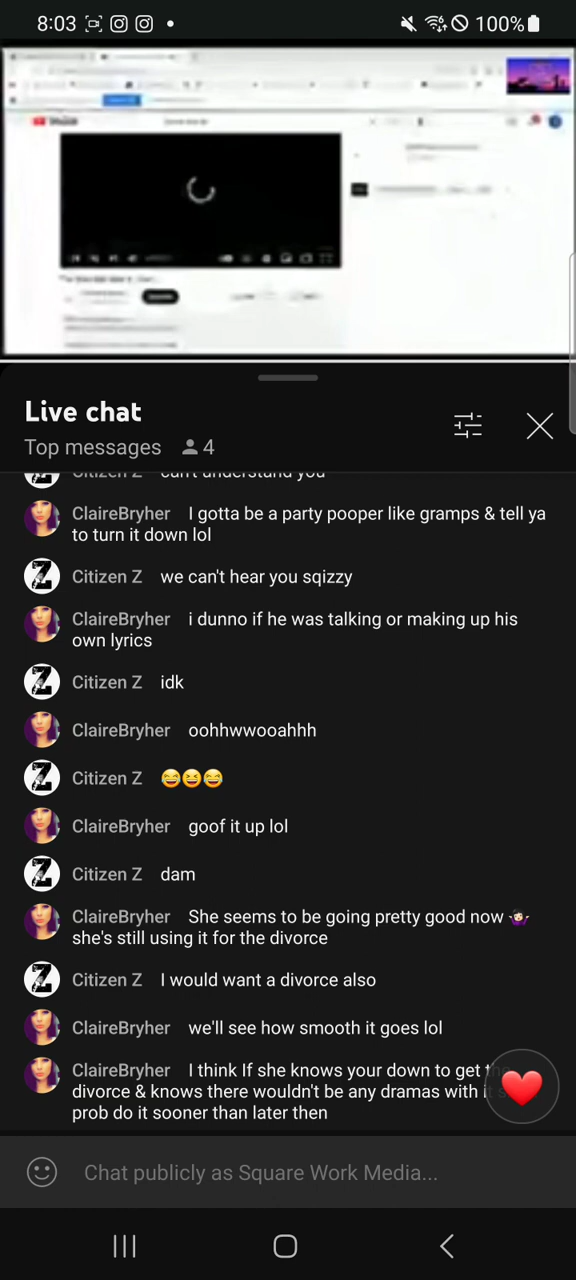 8:03
100%
Live chat
Top messages 4
Citizen Z can't understand you
ClaireBryher I gotta be a party pooper like gramps & tell ya
to turn it down lol
Citizen Z we can't hear you sqizzy
ClaireBryher i dunno if he was talking or making up his
own lyrics
Citizen Z idk
ClaireBryher oohhwwooahhh
Citizen Z 😂😆😂
ClaireBryher goof it up lol
Citizen Z dam
ClaireBryher She seems to be going pretty good now 🤷🏻‍♀️
she's still using it for the divorce
Citizen Z I would want a divorce also
ClaireBryher we'll see how smooth it goes lol
ClaireBryher I think If she knows your down to get
divorce & knows there wouldn't be any dramas with
prob do it sooner than later then
Chat publicly as Square Work Media...